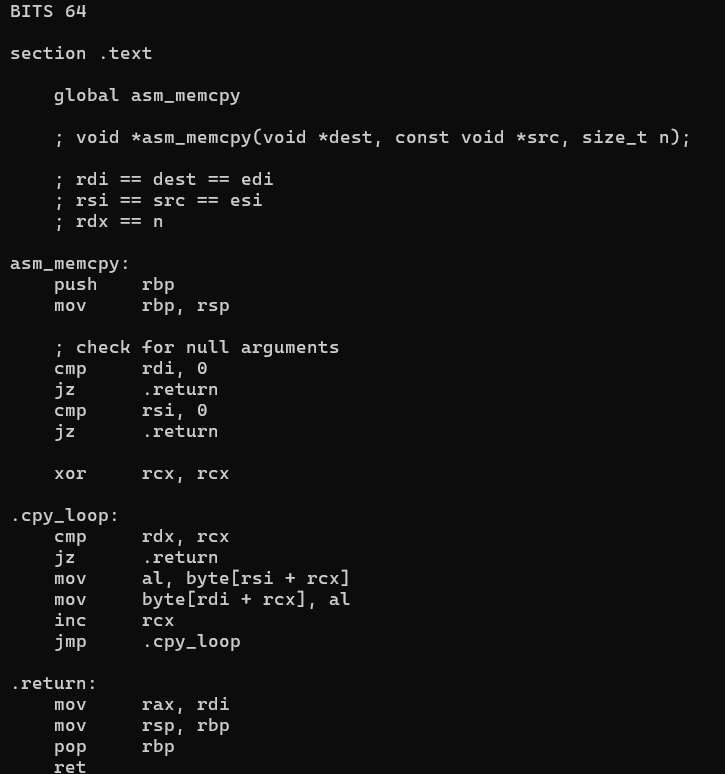 BITS 64
section .text
global asm_memcpy
; void *asm_memcpy(void *dest, const void *src, size_t n);
; rdi == dest == edi
; rsi == src == esi
; rdx == n
asm_memcpy:
push rbp
mov rbp, rsp
; check for null arguments
cmp rdi, 0
jz .return
cmp rsi, 0
jz .return
xor rcx, rcx
.cpy_loop:
cmp rdx, rcx
jz .return
mov al, byte[rsi + rcx]
mov byte[rdi + rcx], al
inc rcx
jmp .cpy_loop
.return:
mov rax, rdi
mov rsp, rbp
pop rbp
ret